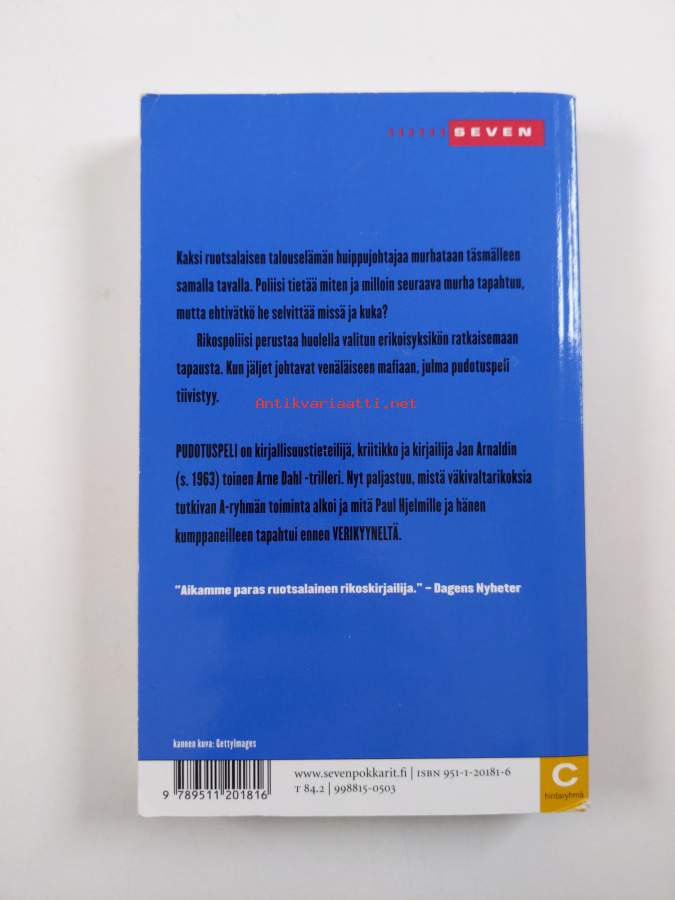 SEVEN
Kaksi ruotsalaisen talouselämän huippujohtajaa murhataan täsmälleen
samalla tavalla. Poliisi tietää miten ja milloin seuraava murha tapahtuu,
mutta ehtivätkö he selvittää missä ja kuka?
Rikospoliisi perustaa huolella valitun erikoisyksikön ratkaisemaan
tapausta. Kun jäljet johtavat venäläiseen mafiaan, julma pudotuspeli
tiivistyy.
Antikvariaatti.net
PUDOTUSPELI on kirjallisuustieteilijä, kriitikko ja kirjailija Jan Arnaldin
(s. 1963) toinen Arne Dahl -trilleri. Nyt paljastuu, mistä väkivaltarikoksia
tutkivan A-ryhmän toiminta alkoi ja mitä Paul Hjelmille ja hänen
kumppaneilleen tapahtui ennen VERIKYYNELTÄ.
"Aikamme paras ruotsalainen rikoskirjailija." – Dagens Nyheter
kannen kuva: GettyImages
www.sevenpokkarit.fi | ISBN 951-1-20181-6
T 84.2 | 998815-0503
9 789511 201816
C
hintaryhmä